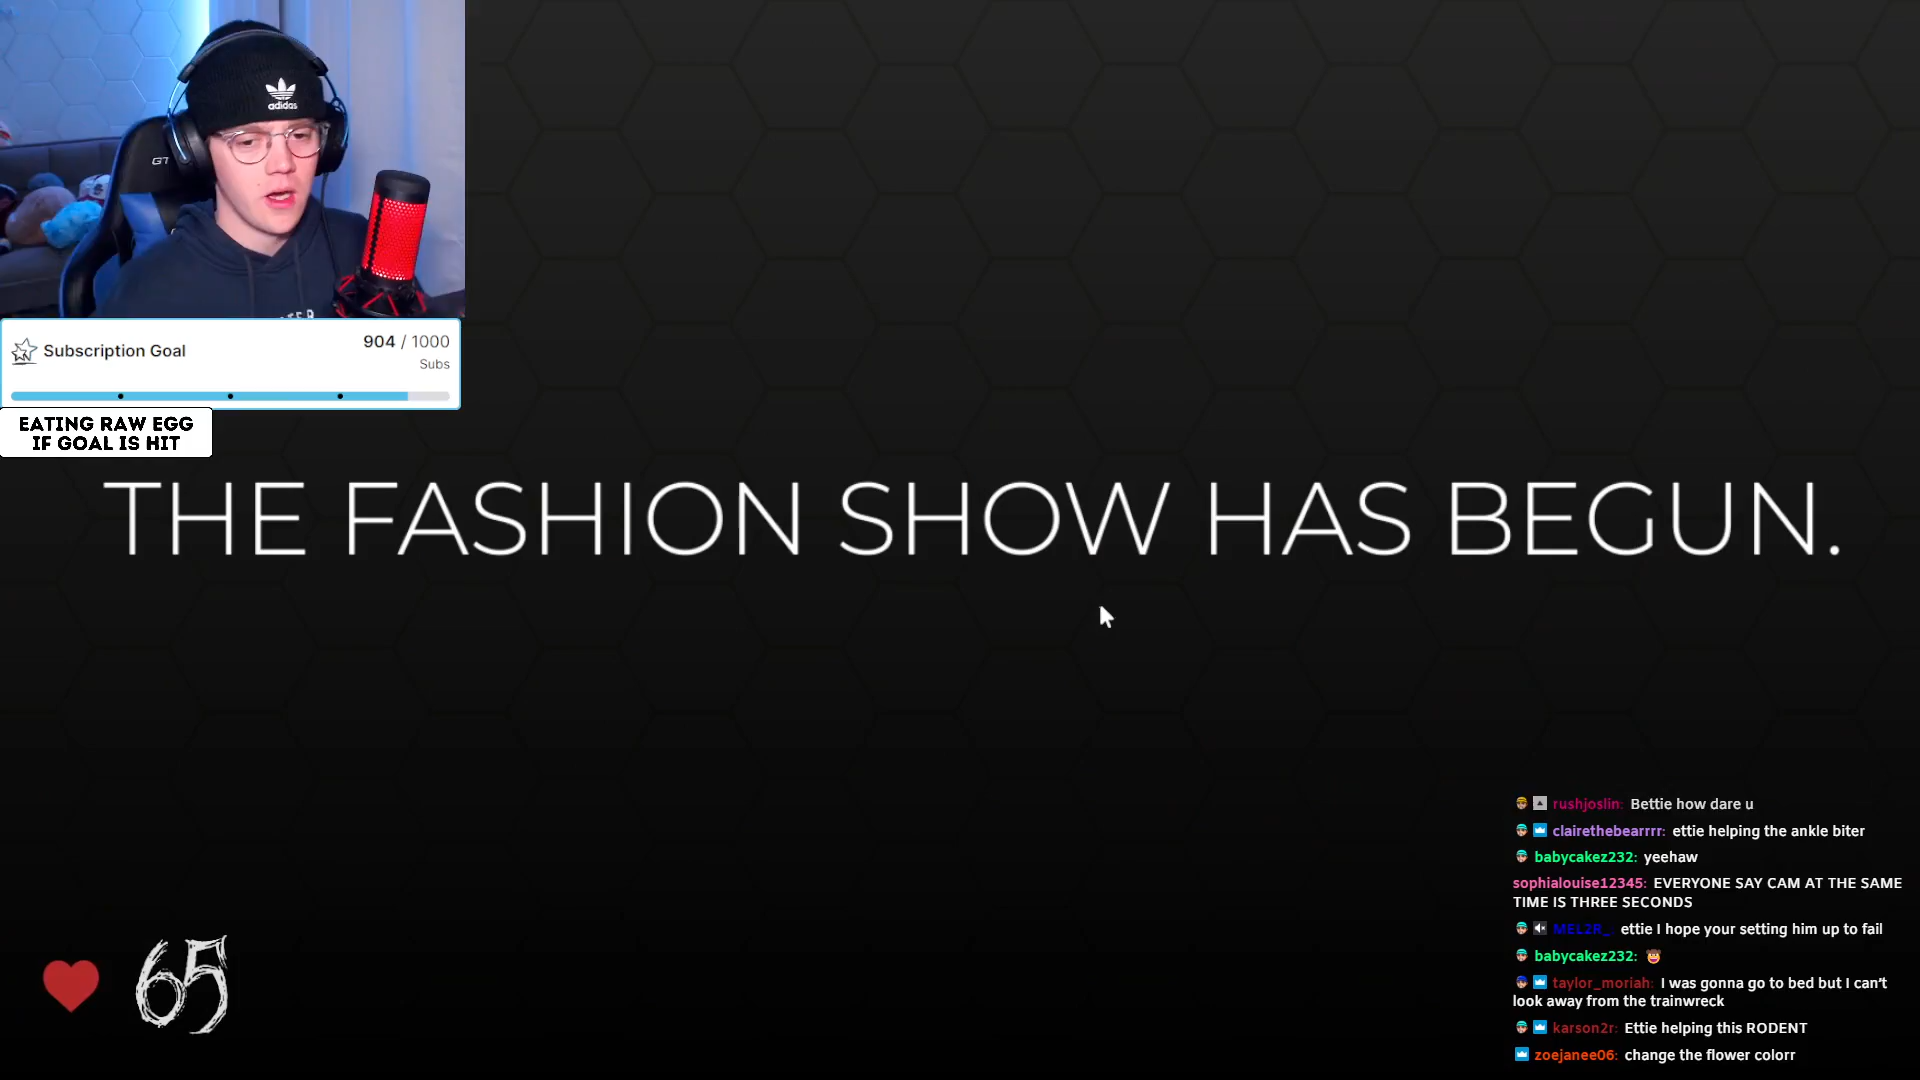 adidas
GT
Subscription Goal
904 / 1000
Subs
EATING RAW EGG
IF GOAL IS HIT
THE FASHION SHOW HAS BEGUN.
65
rushjoslin: Bettie how dare u
clairethebearrrr: ettie helping the ankle biter
babycakez232: yeehaw
sophialouise12345: EVERYONE SAY CAM AT THE SAME
TIME IS THREE SECONDS
MEL2R_: ettie I hope your setting him up to fail
babycakez232:
taylor_moriah: I was gonna go to bed but I can't
look away from the trainwreck
karson2r: Ettie helping this RODENT
zoejanee06: change the flower colorr